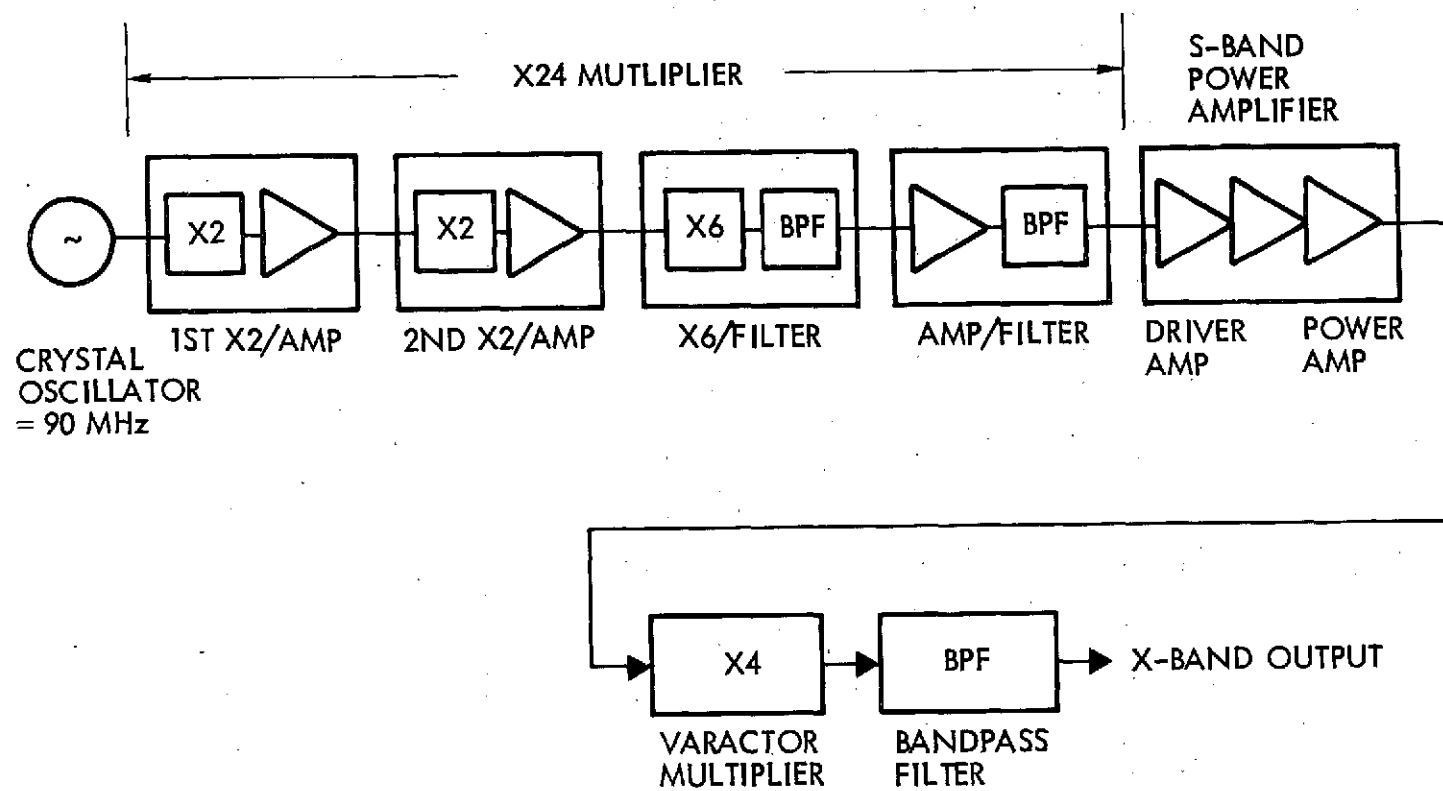 X24 MUTLIPLIER
S-BAND
POWER
AMPLIFIER
~
X2
X2
X6
BPF
BPF
1ST X2/AMP
2ND X2/AMP
X6/FILTER
AMP/FILTER
DRIVER
AMP
POWER
AMP
CRYSTAL
OSCILLATOR
= 90 MHz
X4
BPF
X-BAND OUTPUT
VARACTOR
MULTIPLIER
BANDPASS
FILTER